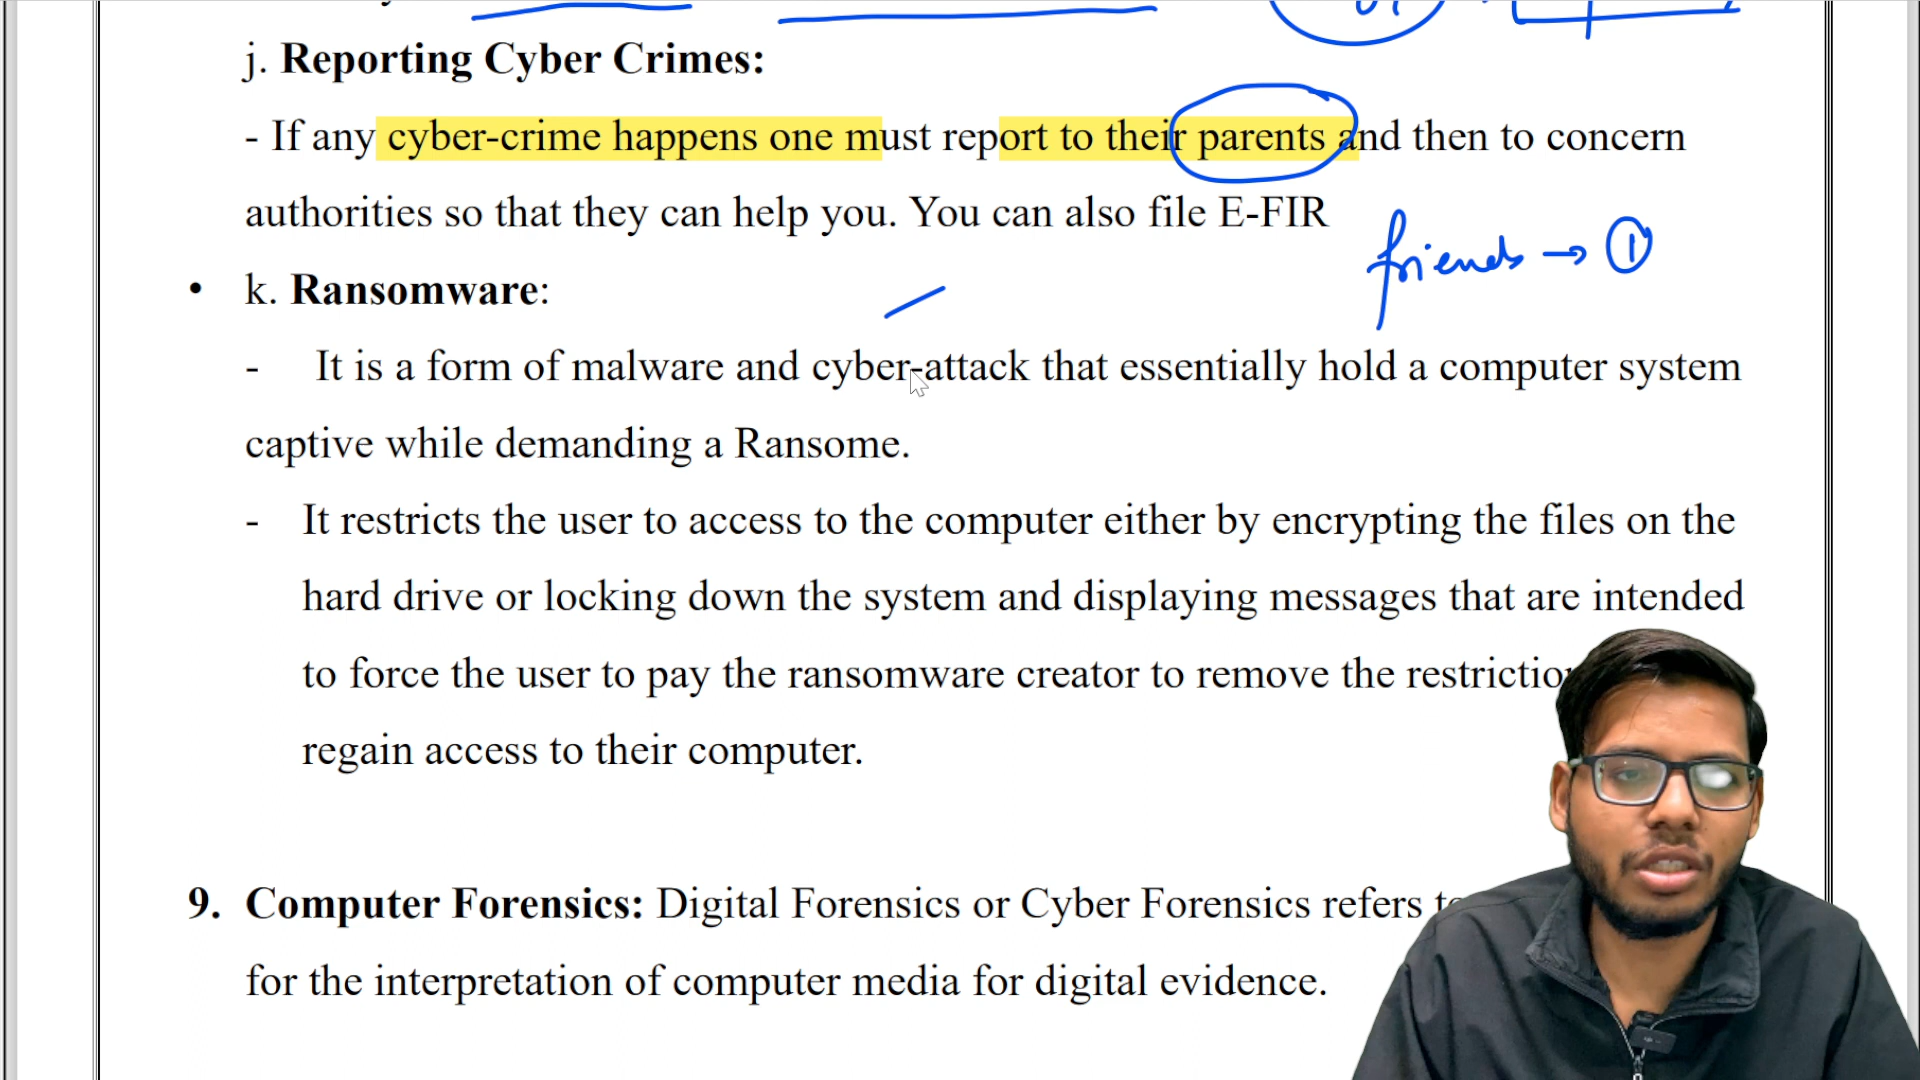 j. Reporting Cyber Crimes:
- If any cyber-crime happens one must report to their parents and then to concern
authorities so that they can help you. You can also file E-FIR
friends → 1
• k. Ransomware:
- It is a form of malware and cyber-attack that essentially hold a computer system
captive while demanding a Ransome.
- It restricts the user to access to the computer either by encrypting the files on the
hard drive or locking down the system and displaying messages that are intended
to force the user to pay the ransomware creator to remove the
regain access to their computer.
9. Computer Forensics: Digital Forensics or Cyber Forensics refers
for the interpretation of computer media for digital evidence.